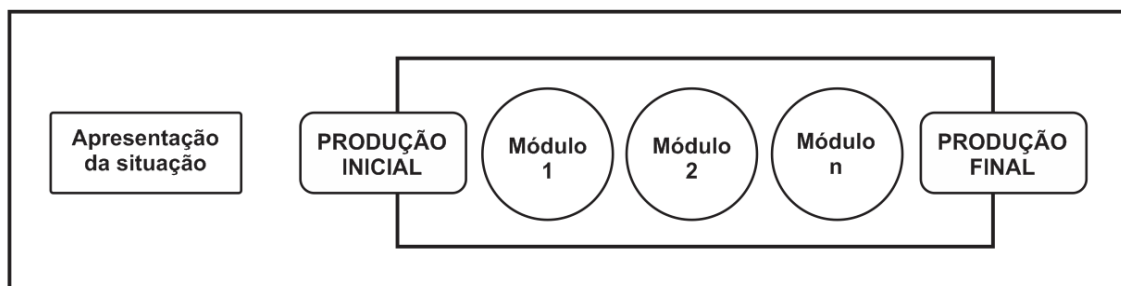 Apresentação
da situação
PRODUÇÃO
INICIAL
Módulo
1
Módulo
2
Módulo
n
PRODUÇÃO
FINAL